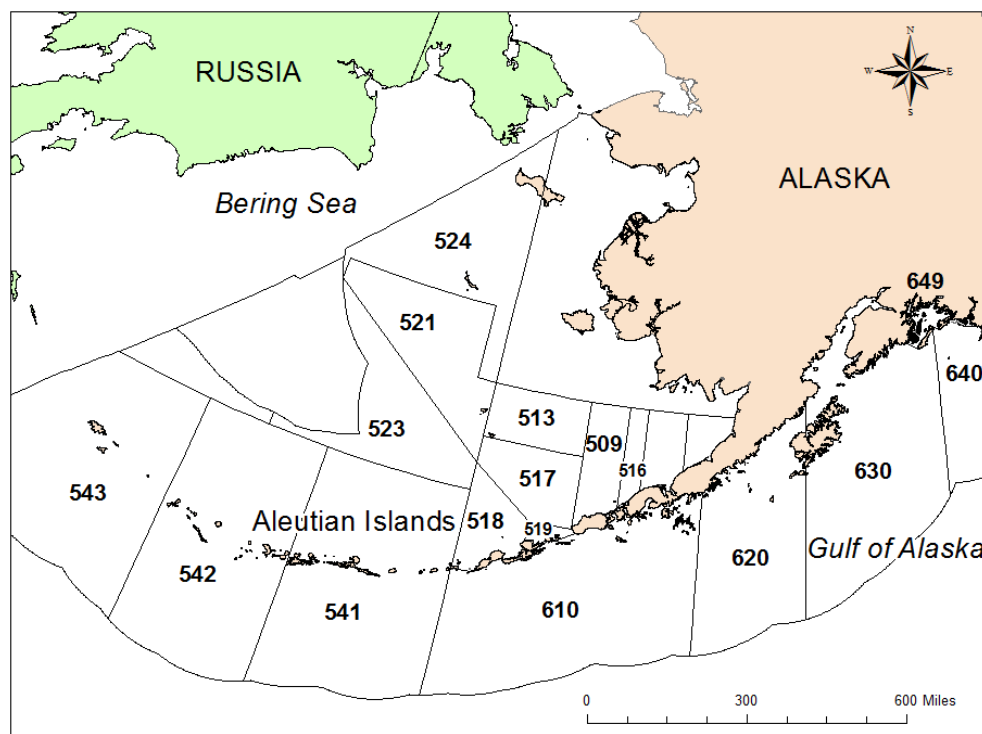 N
W E
S
RUSSIA
ALASKA
Bering Sea
524
649
521
640
513
523
509
516
630
517
543
518
519
Aleutian Islands
Gulf of Alaska
620
542
541
610
0 300 600 Miles